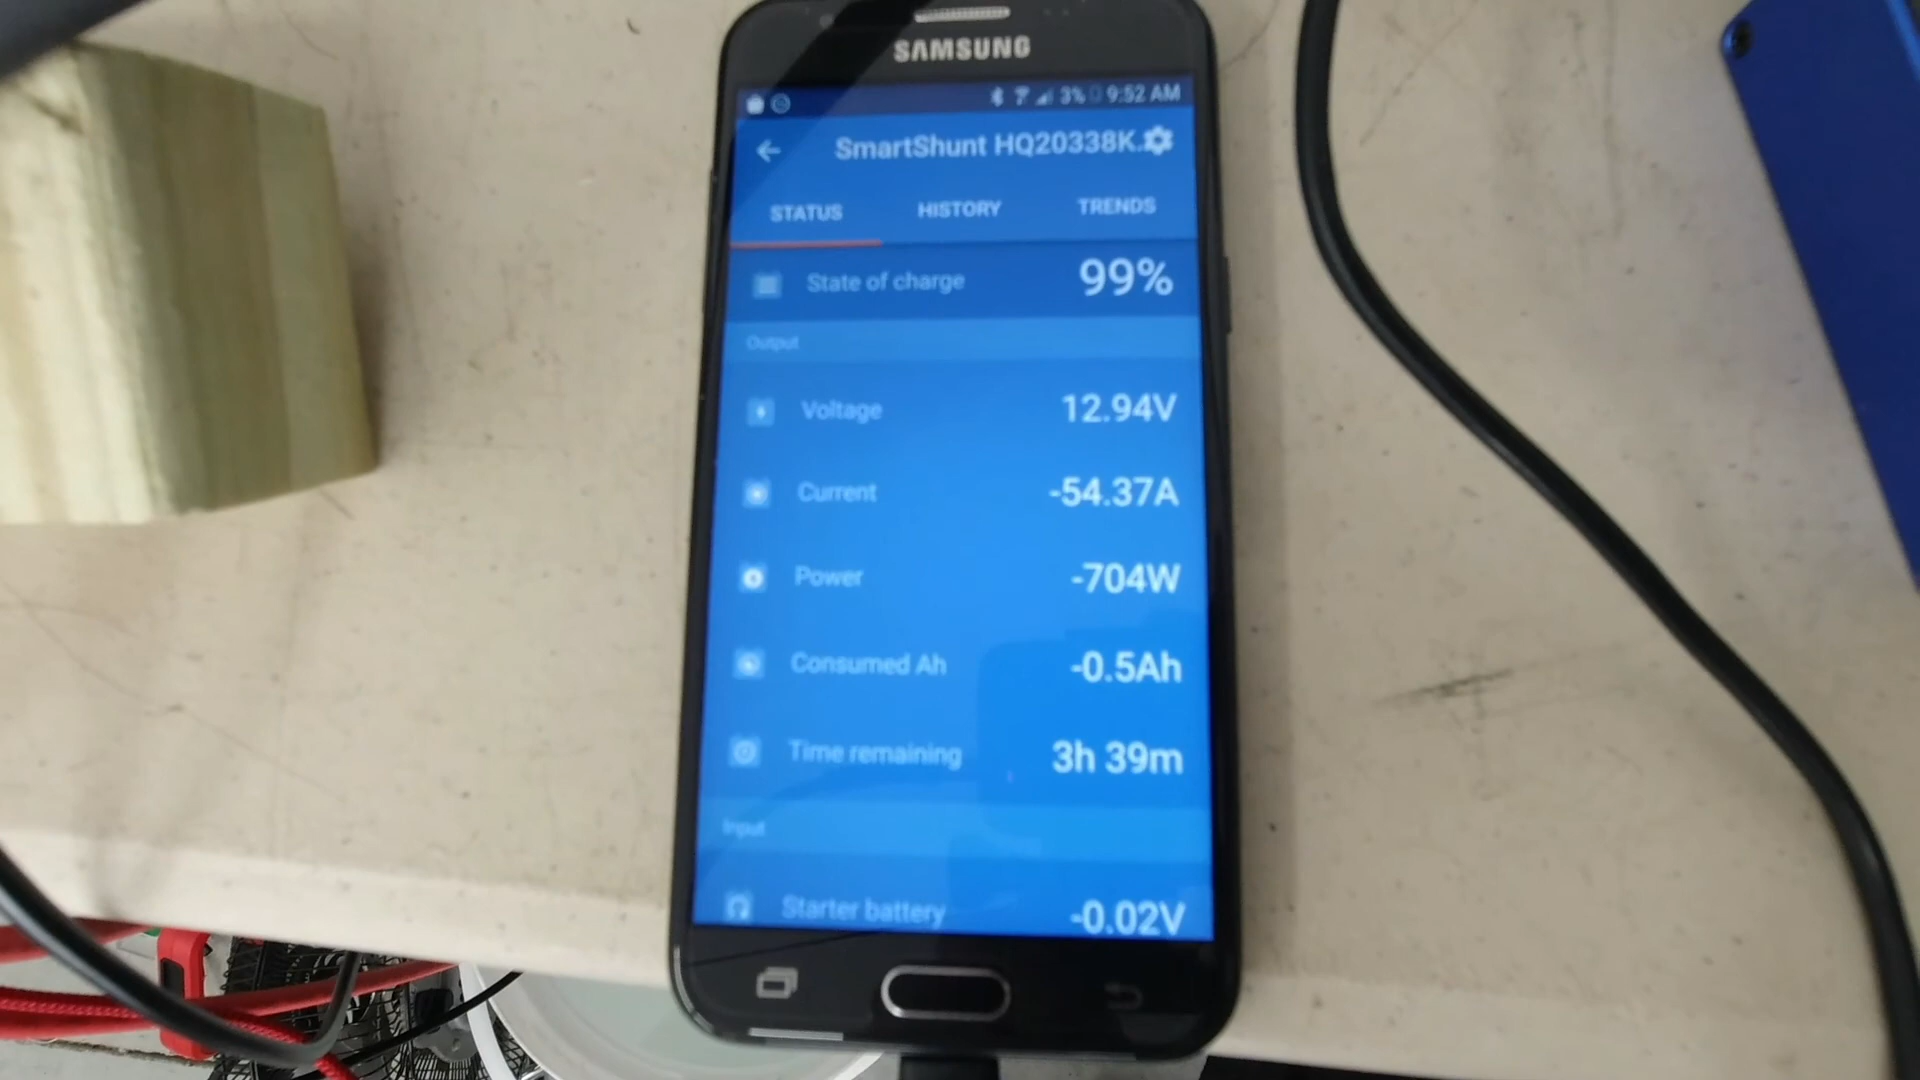 SAMSUNG
3% 9:52 AM
SmartShunt HQ20338K...
STATUS HISTORY TRENDS
State of charge 99%
Output
Voltage 12.94V
Current -54.37A
Power -704W
Consumed Ah -0.5Ah
Time remaining 3h 39m
Input
Starter battery -0.02V